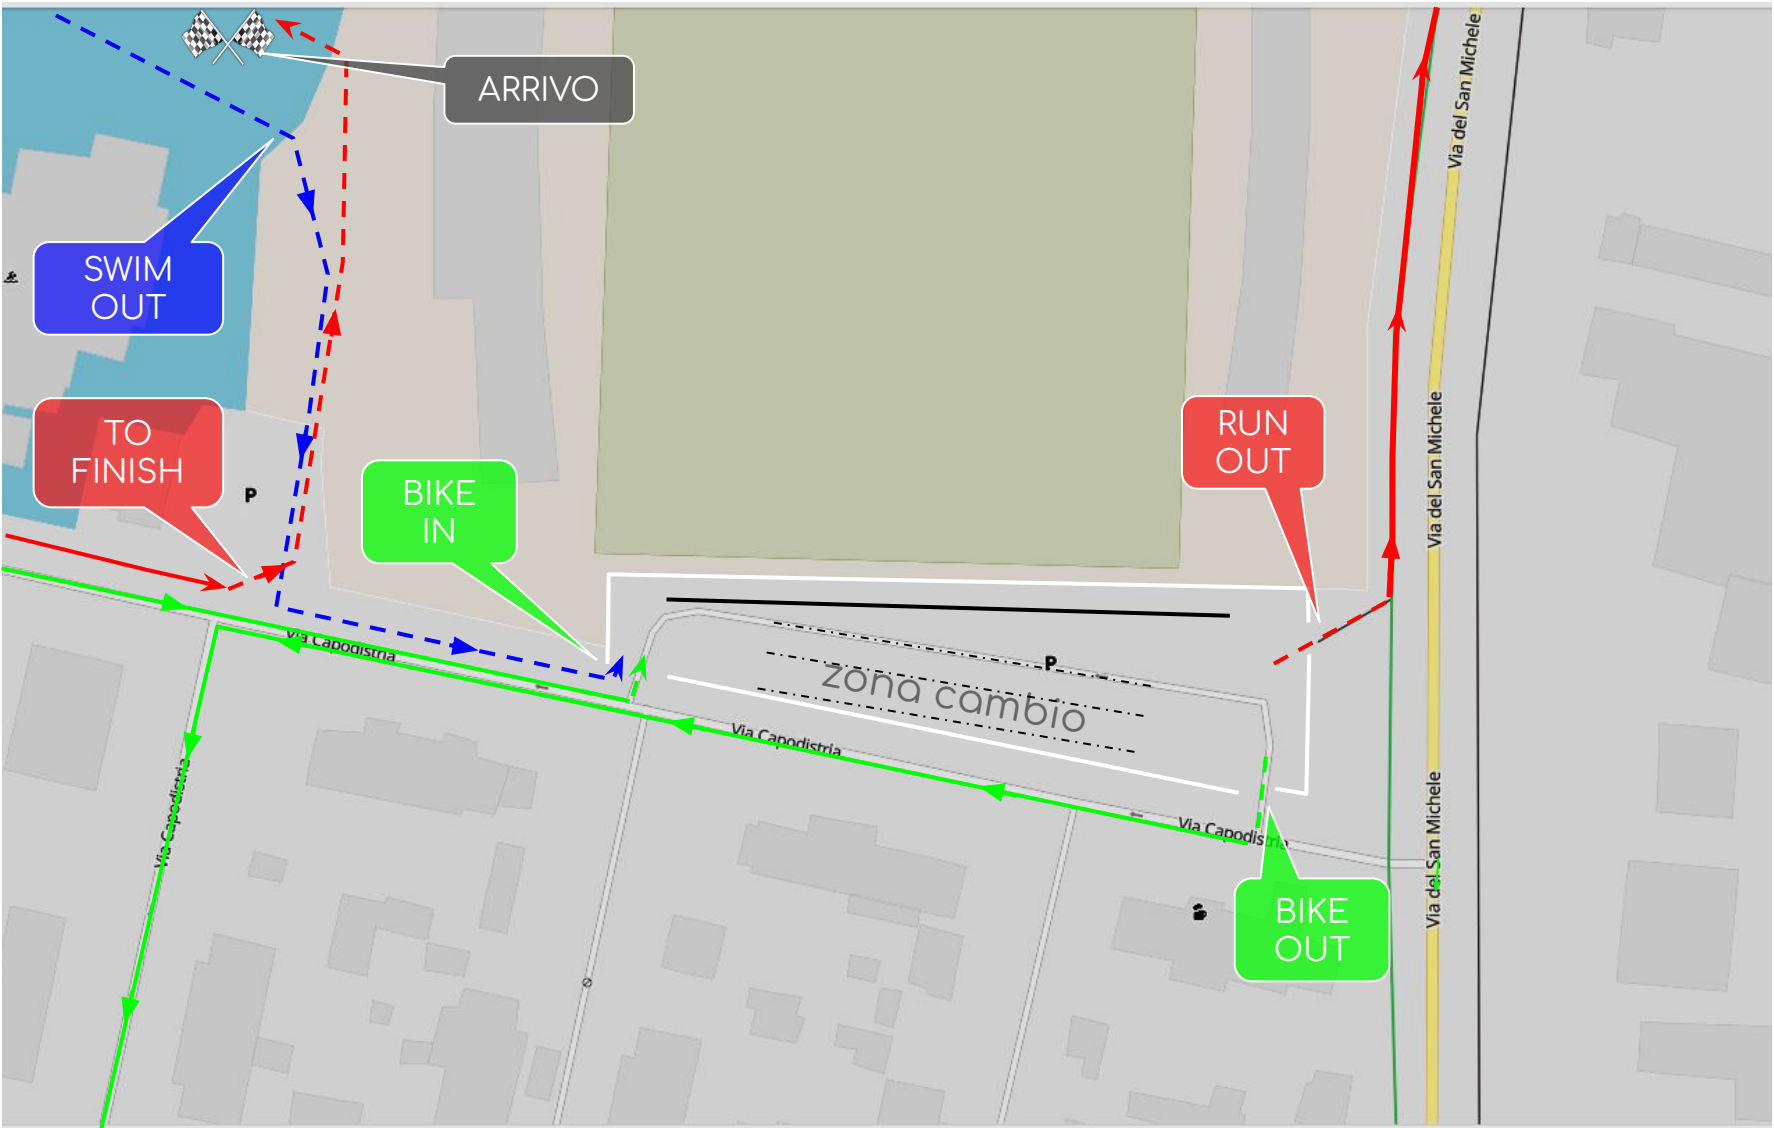 ARRIVO
Via del San Michele
SWIM
OUT
TO
FINISH
P
BIKE
IN
RUN
OUT
Via del San Michele
Via Capodistria
P
zona cambio
Via Capodistria
Via Capodistria
Via Capodistria
Via del San Michele
BIKE
OUT